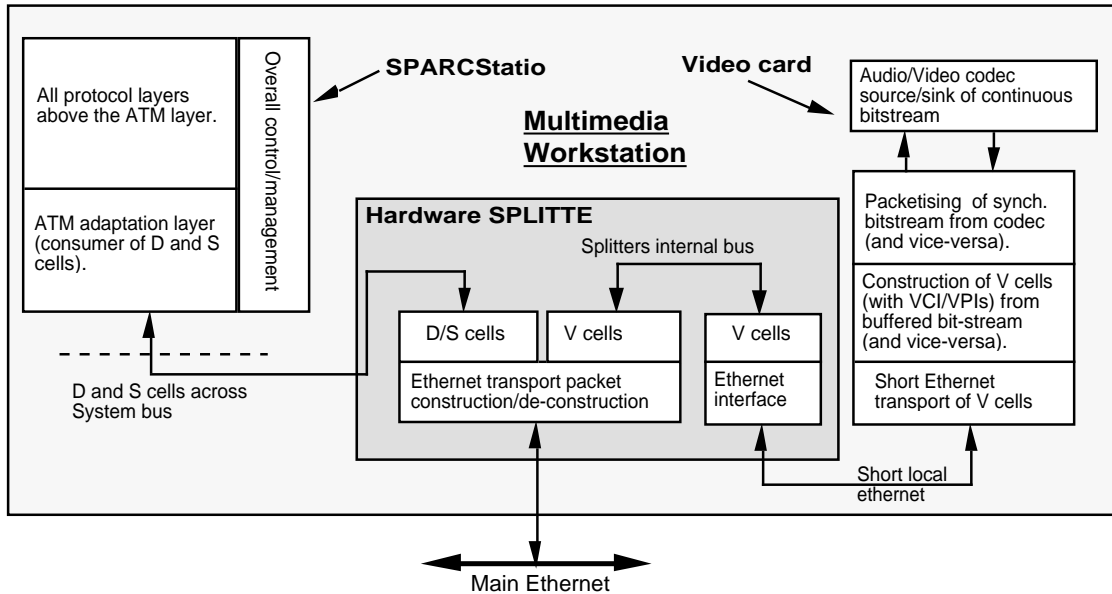 All protocol layers
above the ATM layer.
Overall control/management
ATM adaptation layer
(consumer of D and S
cells).
SPARCStatio
Multimedia
Workstation
Video card
Audio/Video codec
source/sink of continuous
bitstream
Packetising of synch.
bitstream from codec
(and vice-versa).
Construction of V cells
(with VCI/VPIs) from
buffered bit-stream
(and vice-versa).
Short Ethernet
transport of V cells
Hardware SPLITTE
Splitters internal bus
D/S cells
V cells
V cells
Ethernet transport packet
construction/de-construction
Ethernet
interface
D and S cells across
System bus
Short local
ethernet
Main Ethernet